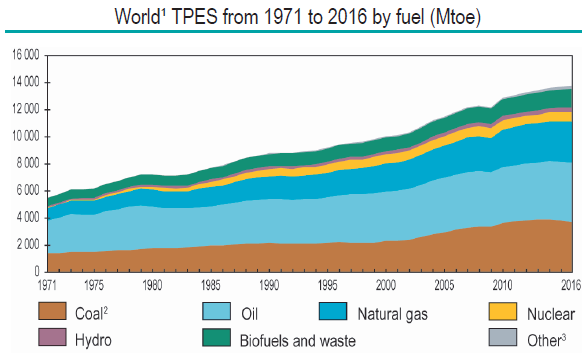 World¹ TPES from 1971 to 2016 by fuel (Mtoe)
16 000
14 000
12 000
10 000
8 000
6 000
4 000
2 000
0
1971 1975 1980 1985 1990 1995 2000 2005 2010 2016
Coal² Oil Natural gas Nuclear
Hydro Biofuels and waste Other³